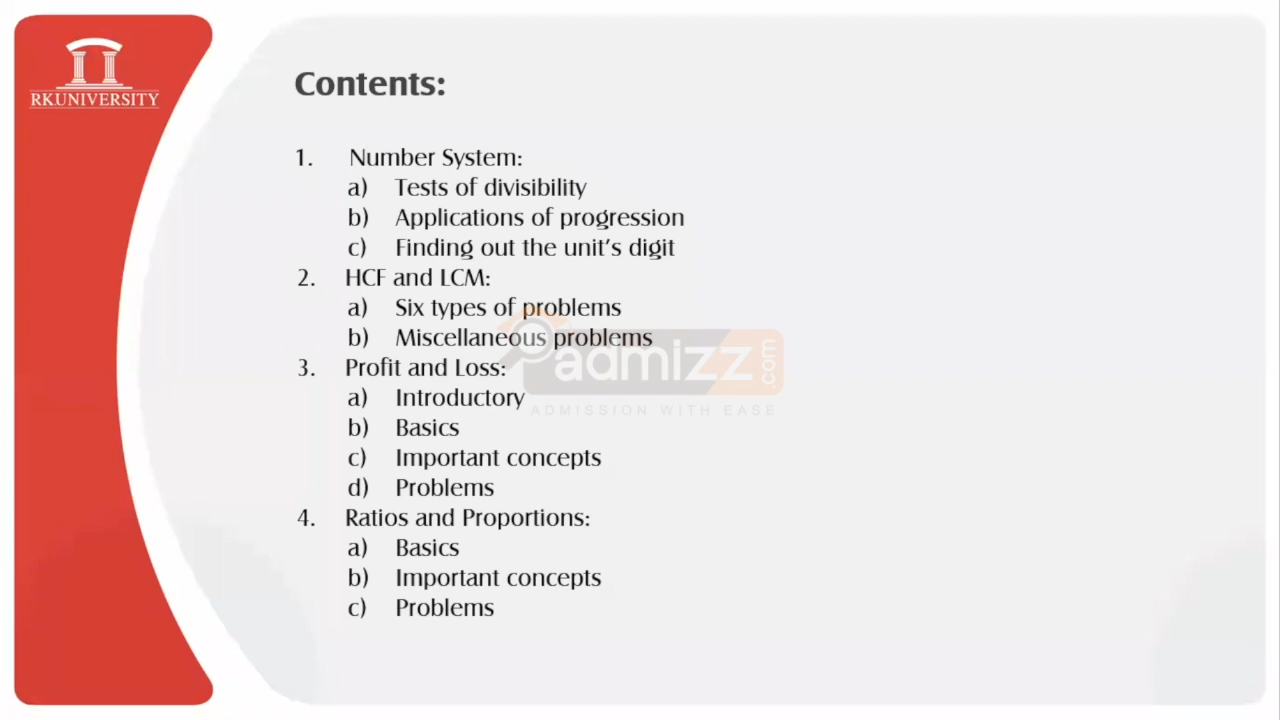 RKUNIVERSITY
Contents:
1. Number System:
a) Tests of divisibility
b) Applications of progression
c) Finding out the unit's digit
2. HCF and LCM:
a) Six types of problems
b) Miscellaneous problems
3. Profit and Loss:
a) Introductory
b) Basics
c) Important concepts
d) Problems
4. Ratios and Proportions:
a) Basics
b) Important concepts
c) Problems
admizz.com
ADMISSION WITH EASE